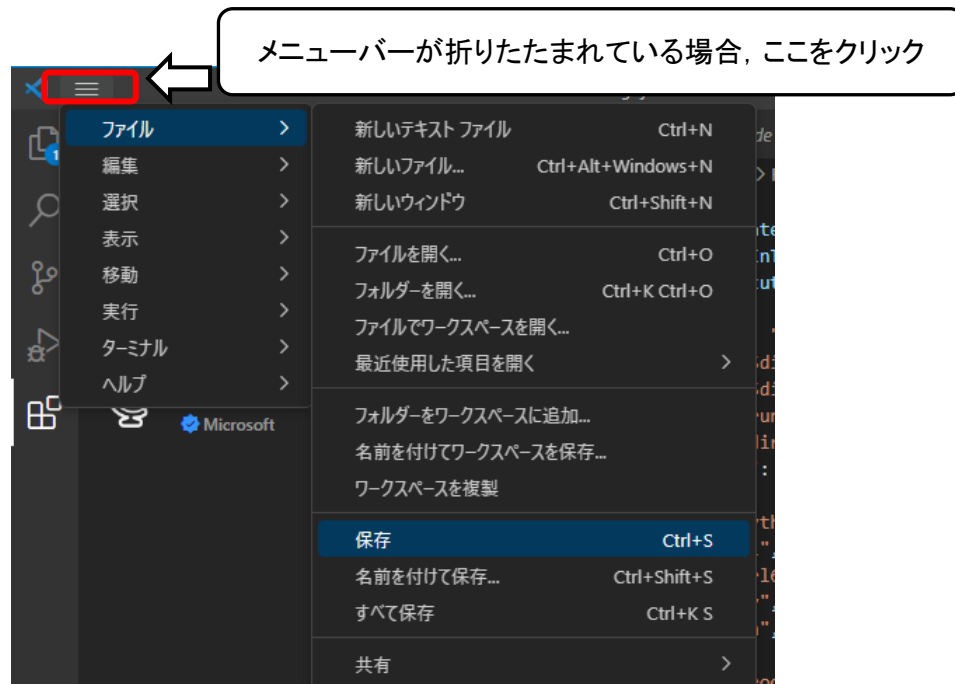 メニューバーが折りたたまれている場合，ここをクリック
ファイル
編集
選択
表示
移動
実行
ターミナル
ヘルプ
新しいテキスト ファイル Ctrl+N
新しいファイル... Ctrl+Alt+Windows+N
新しいウィンドウ Ctrl+Shift+N
ファイルを開く... Ctrl+O
フォルダーを開く... Ctrl+K Ctrl+O
ファイルでワークスペースを開く...
最近使用した項目を開く
フォルダーをワークスペースに追加...
名前を付けてワークスペースを保存...
ワークスペースを複製
保存 Ctrl+S
名前を付けて保存... Ctrl+Shift+S
すべて保存 Ctrl+K S
共有
1
Microsoft